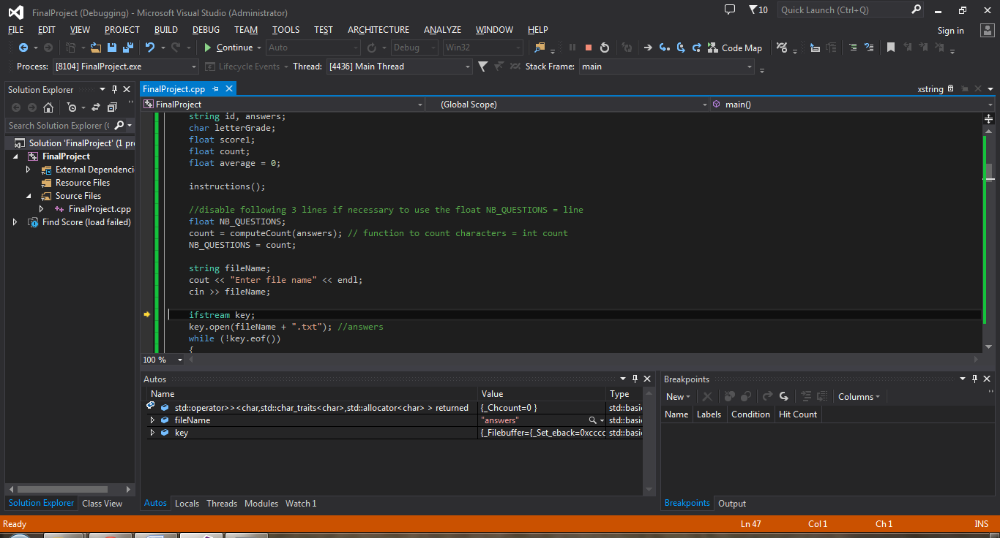 FinalProject (Debugging) - Microsoft Visual Studio (Administrator)
10
Quick Launch (Ctrl+Q)
FILE EDIT VIEW PROJECT BUILD DEBUG TEAM TOOLS TEST ARCHITECTURE ANALYZE WINDOW HELP
Sign in
Continue Auto Debug Win32 Code Map
Process: [8104] FinalProject.exe Lifecycle Events Thread: [4436] Main Thread Stack Frame: main
Solution Explorer
Search Solution Explorer (
Solution 'FinalProject' (1 pr
FinalProject
External Dependenci
Resource Files
Source Files
FinalProject.cpp
Find Score (load failed)
Solution Explorer Class View
FinalProject.cpp
xstring
FinalProject (Global Scope) main()
string id, answers;
char letterGrade;
float score1;
float count;
float average = 0;
instructions();
//disable following 3 lines if necessary to use the float NB_QUESTIONS = line
float NB_QUESTIONS;
count = computeCount(answers); // function to count characters = int count
NB_QUESTIONS = count;
string fileName;
cout << "Enter file name" << endl;
cin >> fileName;
ifstream key;
key.open(fileName + ".txt"); //answers
while (!key.eof())
{
100 %
Autos
Name Value Type
std::operator>><char,std::char_traits<char>,std::allocator<char> > returned {_Chcount=0 } std::basi
fileName "answers" std::basi
key {_Filebuffer={_Set_eback=0xcccc std::basi
Autos Locals Threads Modules Watch 1
Breakpoints
New Columns
Name Labels Condition Hit Count
Breakpoints Output
Ready Ln 47 Col 1 Ch 1 INS